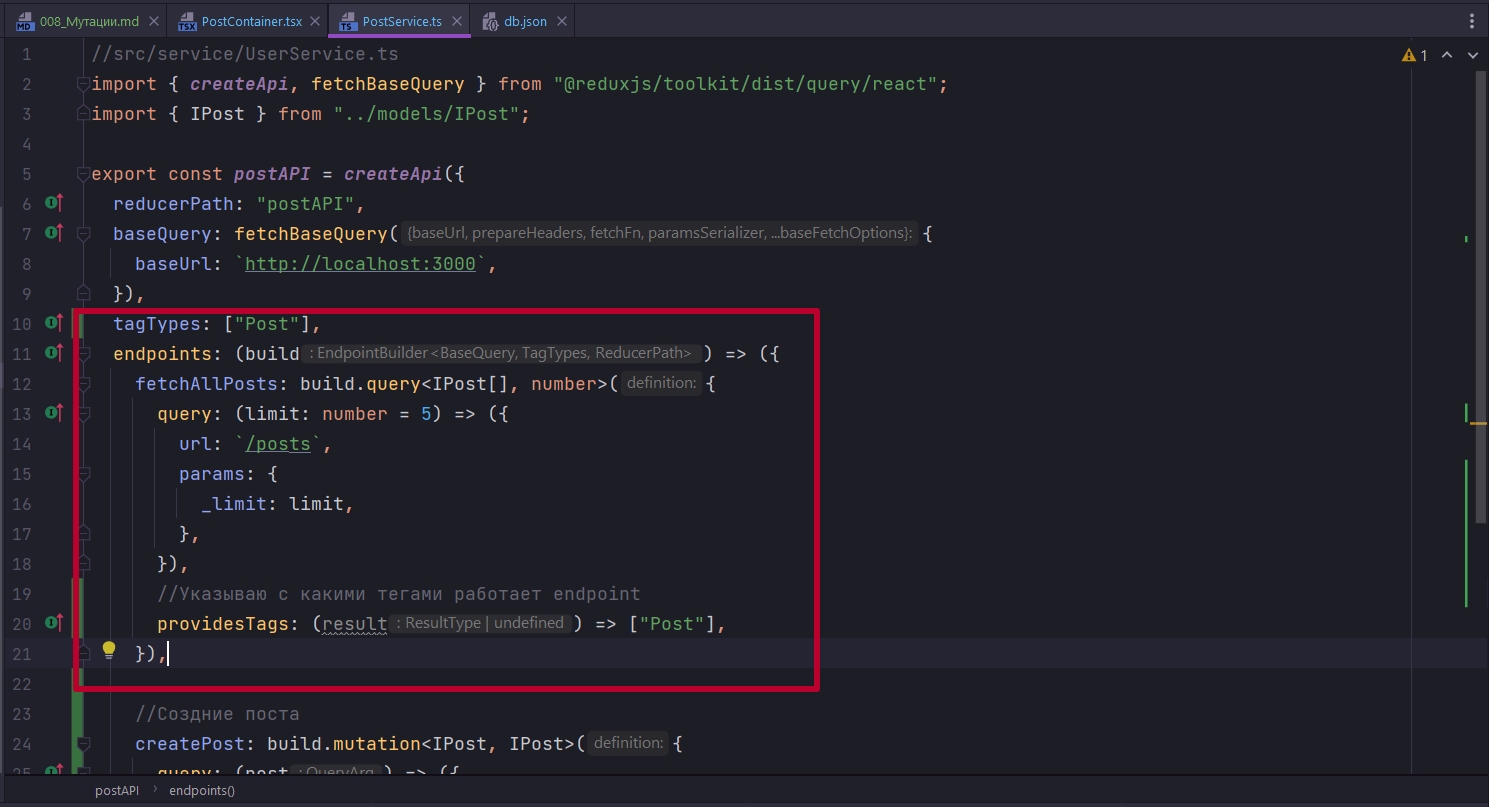 008_Мутации.md PostContainer.tsx PostService.ts db.json
1 //src/service/UserService.ts 1
2 import { createApi, fetchBaseQuery } from "@reduxjs/toolkit/dist/query/react";
3 import { IPost } from "../models/IPost";
4
5 export const postAPI = createApi({
6 reducerPath: "postAPI",
7 baseQuery: fetchBaseQuery( {baseUrl, prepareHeaders, fetchFn, paramsSerializer, ...baseFetchOptions}: {
8 baseUrl: `http://localhost:3000`,
9 }),
10 tagTypes: ["Post"],
11 endpoints: (build : EndpointBuilder<BaseQuery, TagTypes, ReducerPath> ) => ({
12 fetchAllPosts: build.query<IPost[], number>( definition: {
13 query: (limit: number = 5) => ({
14 url: `/posts`,
15 params: {
16 _limit: limit,
17 },
18 }),
19 //Указываю с какими тегами работает endpoint
20 providesTags: (result : ResultType | undefined ) => ["Post"],
21 }),
22
23 //Создние поста
24 createPost: build.mutation<IPost, IPost>( definition: {
25 query: (post : QueryArg ) => ({
postAPI › endpoints()